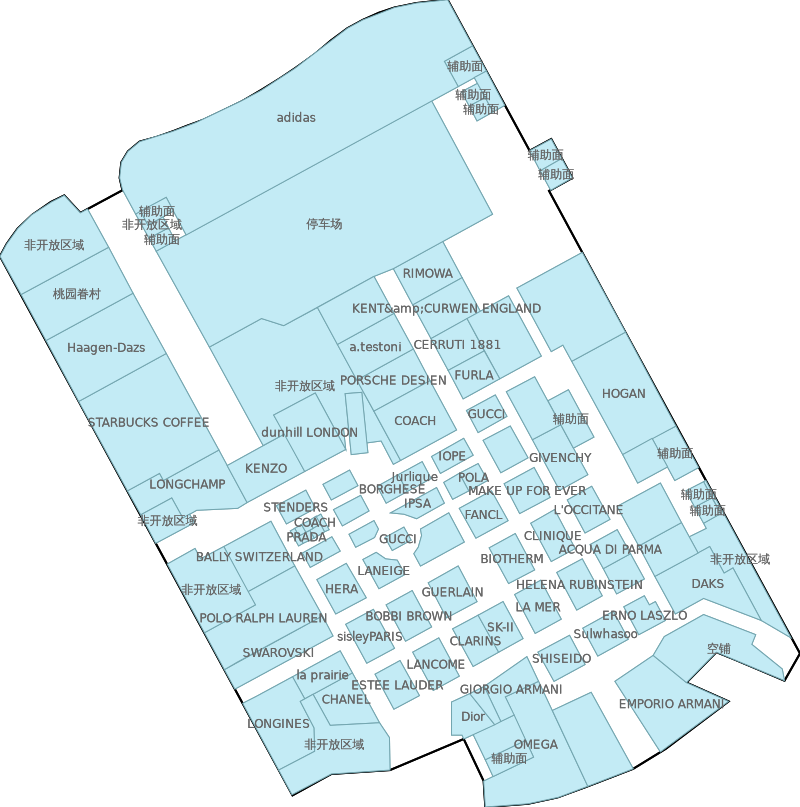 辅助面
辅助面
辅助面
adidas
辅助面
辅助面
辅助面
非开放区域
停车场
辅助面
非开放区域
RIMOWA
桃园眷村
KENT&amp;CURWEN ENGLAND
Haagen-Dazs
a.testoni
CERRUTI 1881
FURLA
PORSCHE DESIEN
非开放区域
HOGAN
GUCCI
辅助面
STARBUCKS COFFEE
COACH
dunhill LONDON
辅助面
IOPE
GIVENCHY
KENZO
Jurlique
POLA
LONGCHAMP
BORGHESE
MAKE UP FOR EVER
辅助面
IPSA
STENDERS
L'OCCITANE
辅助面
FANCL
非开放区域
COACH
PRADA
GUCCI
CLINIQUE
ACQUA DI PARMA
BALLY SWITZERLAND
BIOTHERM
非开放区域
LANEIGE
HELENA RUBINSTEIN
DAKS
非开放区域
HERA
GUERLAIN
LA MER
POLO RALPH LAUREN
BOBBI BROWN
ERNO LASZLO
SK-II
Sulwhasoo
sisleyPARIS
CLARINS
空铺
SWAROVSKI
SHISEIDO
LANCOME
la prairie
ESTEE LAUDER
GIORGIO ARMANI
CHANEL
EMPORIO ARMANI
Dior
LONGINES
非开放区域
OMEGA
辅助面